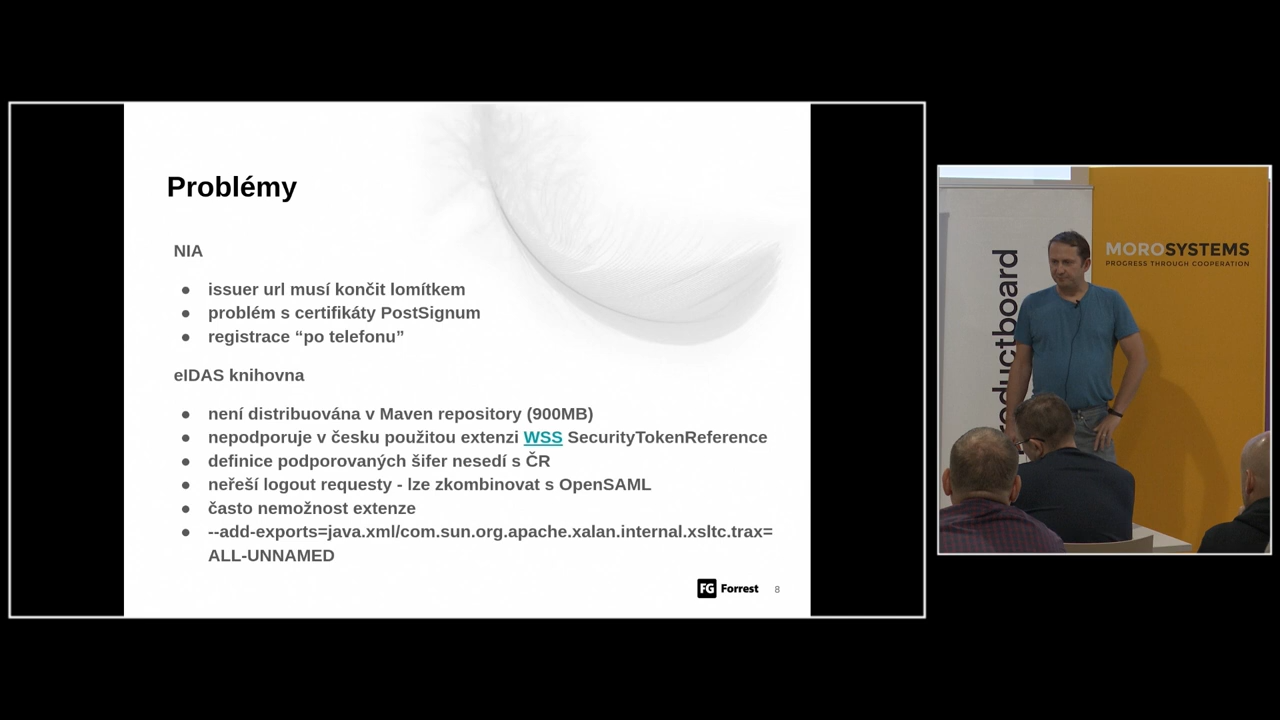 Problémy
NIA
● issuer url musí končit lomítkem
● problém s certifikáty PostSignum
● registrace “po telefonu”
eIDAS knihovna
● není distribuována v Maven repository (900MB)
● nepodporuje v česku použitou extenzi WSS SecurityTokenReference
● definice podporovaných šifer nesedí s ČR
● neřeší logout requesty - lze zkombinovat s OpenSAML
● často nemožnost extenze
● --add-exports=java.xml/com.sun.org.apache.xalan.internal.xsltc.trax=
ALL-UNNAMED
FG Forrest 8
MOROSYSTEMS
PROGRESS THROUGH COOPERATION